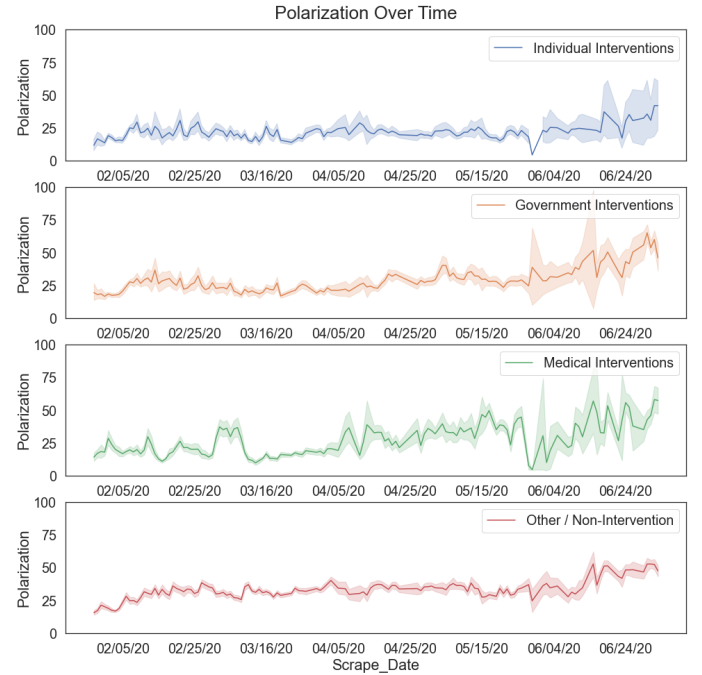 Polarization Over Time
Individual Interventions
Polarization
100
75
50
25
0
02/05/20 02/25/20 03/16/20 04/05/20 04/25/20 05/15/20 06/04/20 06/24/20
Government Interventions
Polarization
100
75
50
25
0
02/05/20 02/25/20 03/16/20 04/05/20 04/25/20 05/15/20 06/04/20 06/24/20
Medical Interventions
Polarization
100
75
50
25
0
02/05/20 02/25/20 03/16/20 04/05/20 04/25/20 05/15/20 06/04/20 06/24/20
Other / Non-Intervention
Polarization
100
75
50
25
0
02/05/20 02/25/20 03/16/20 04/05/20 04/25/20 05/15/20 06/04/20 06/24/20
Scrape_Date